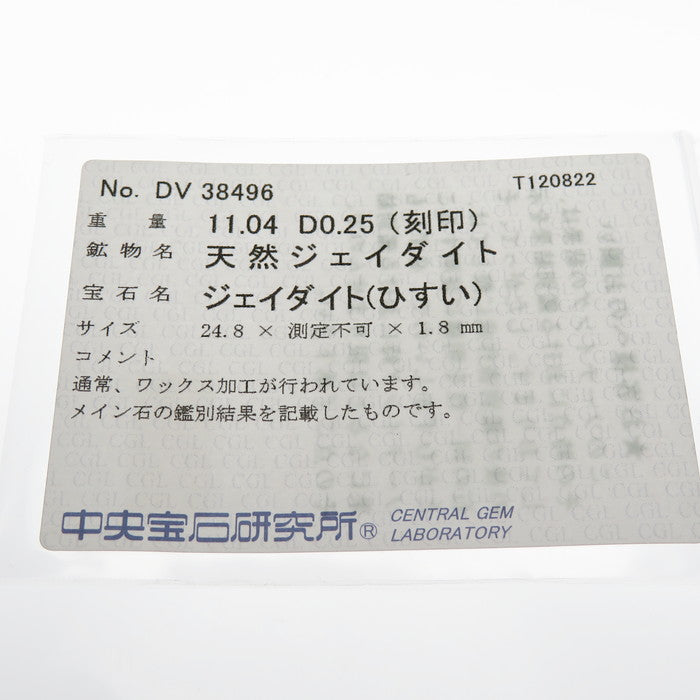 No. DV 38496
T120822
重 量 11.04 D0.25 (刻印)
鉱物名 天然ジェイダイト
宝石名 ジェイダイト(ひすい)
サイズ 24.8 × 測定不可 × 1.8 mm
コメント
通常、ワックス加工が行われています。
メイン石の鑑別結果を記載したものです。
中央宝石研究所® CENTRAL GEM
LABORATORY